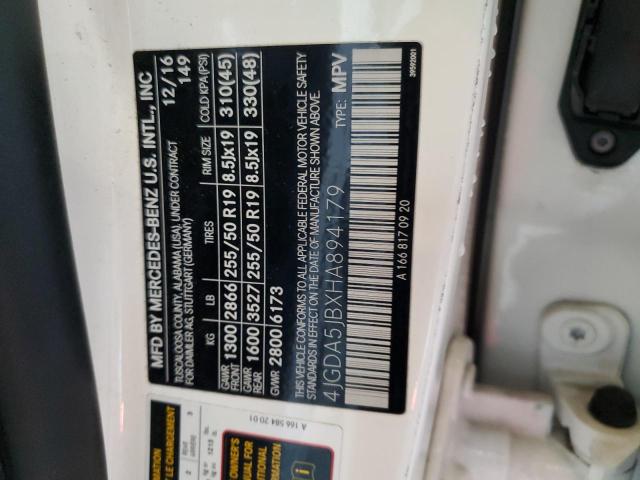 MFD BY MERCEDES-BENZ U.S. INTL., INC
TUSCALOOSA COUNTY, ALABAMA (USA) UNDER CONTRACT 12/16
FOR DAIMLER AG, STUTTGART (GERMANY) 149
KG LB TIRES RIM SIZE COLD KPA (PSI)
GAWR FRONT 1300 2866 255/50 R19 8.5Jx19 310(45)
GAWR REAR 1600 3527 255/50 R19 8.5Jx19 330(48)
GVWR 2800 6173
THIS VEHICLE CONFORMS TO ALL APPLICABLE FEDERAL MOTOR VEHICLE SAFETY
STANDARDS IN EFFECT ON THE DATE OF MANUFACTURE SHOWN ABOVE.
4JGDA5JBXHA894179 TYPE: MPV
A 166 817 09 20
39592001
A 166 584 20 01
OWNER'S
MANUAL FOR